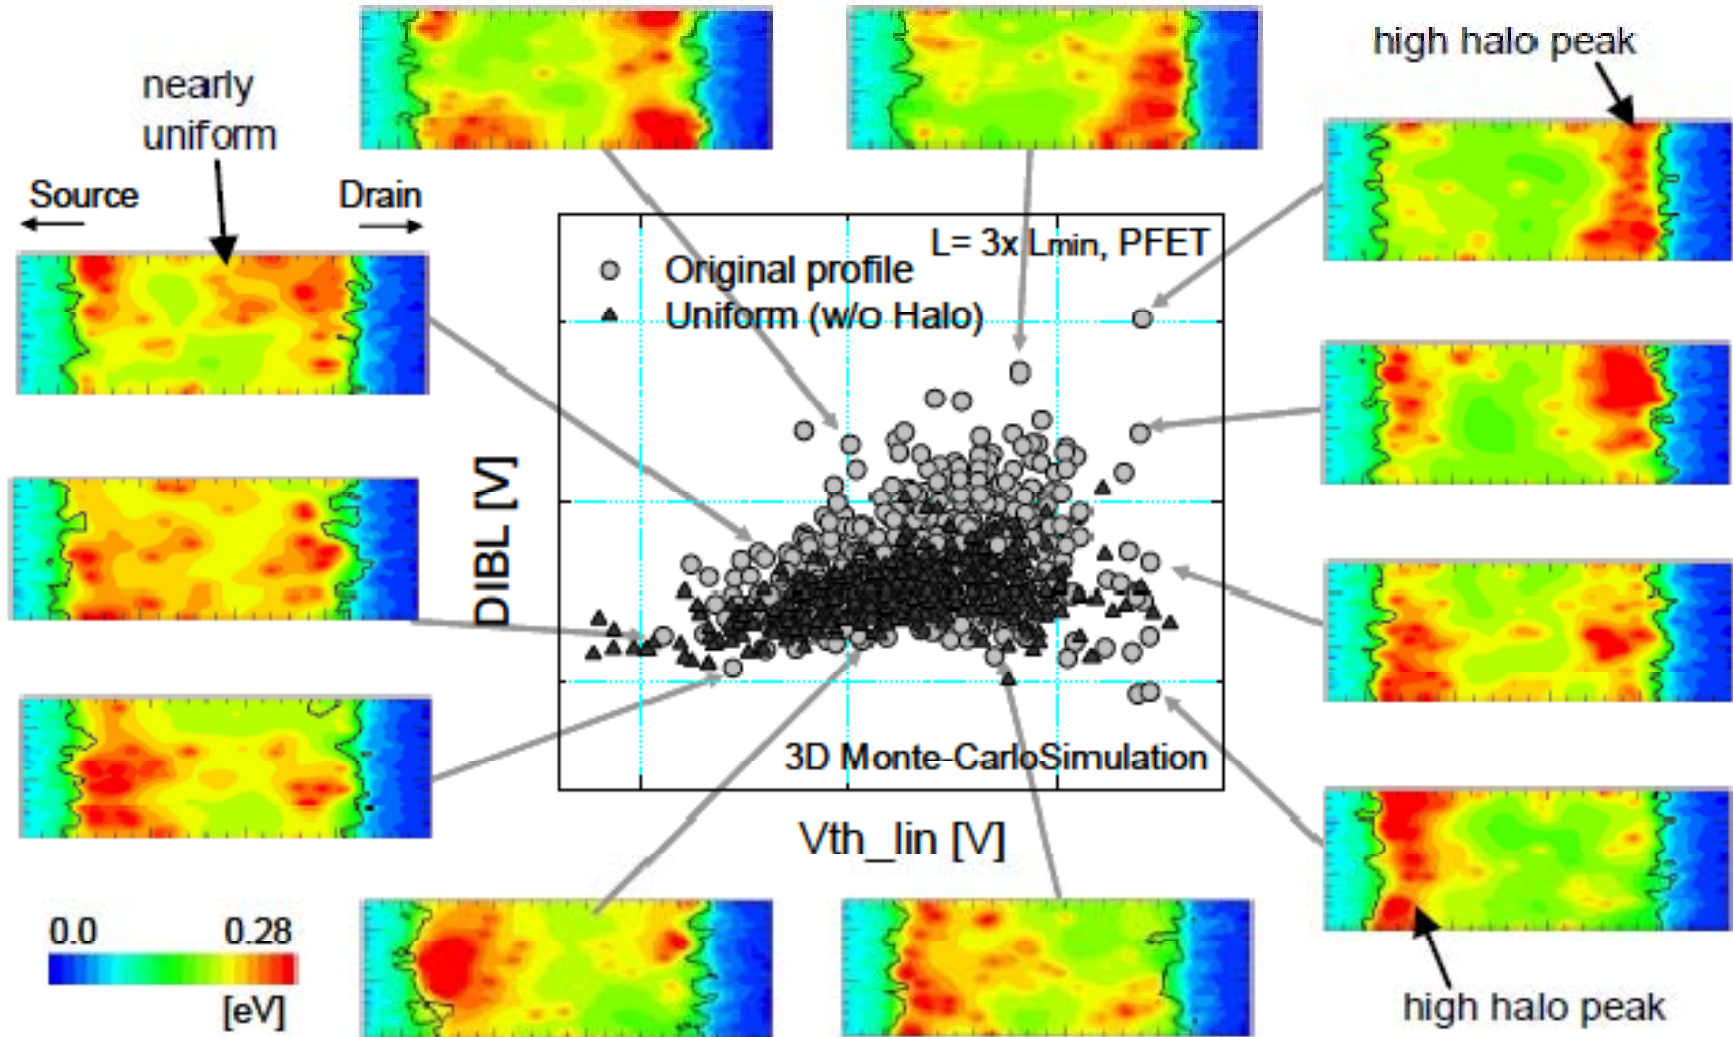 high halo peak
nearly
uniform
Source
Drain
L= 3x Lmin, PFET
Original profile
Uniform (w/o Halo)
DIBL [V]
3D Monte-CarloSimulation
Vth_lin [V]
0.0 0.28
[eV]
high halo peak